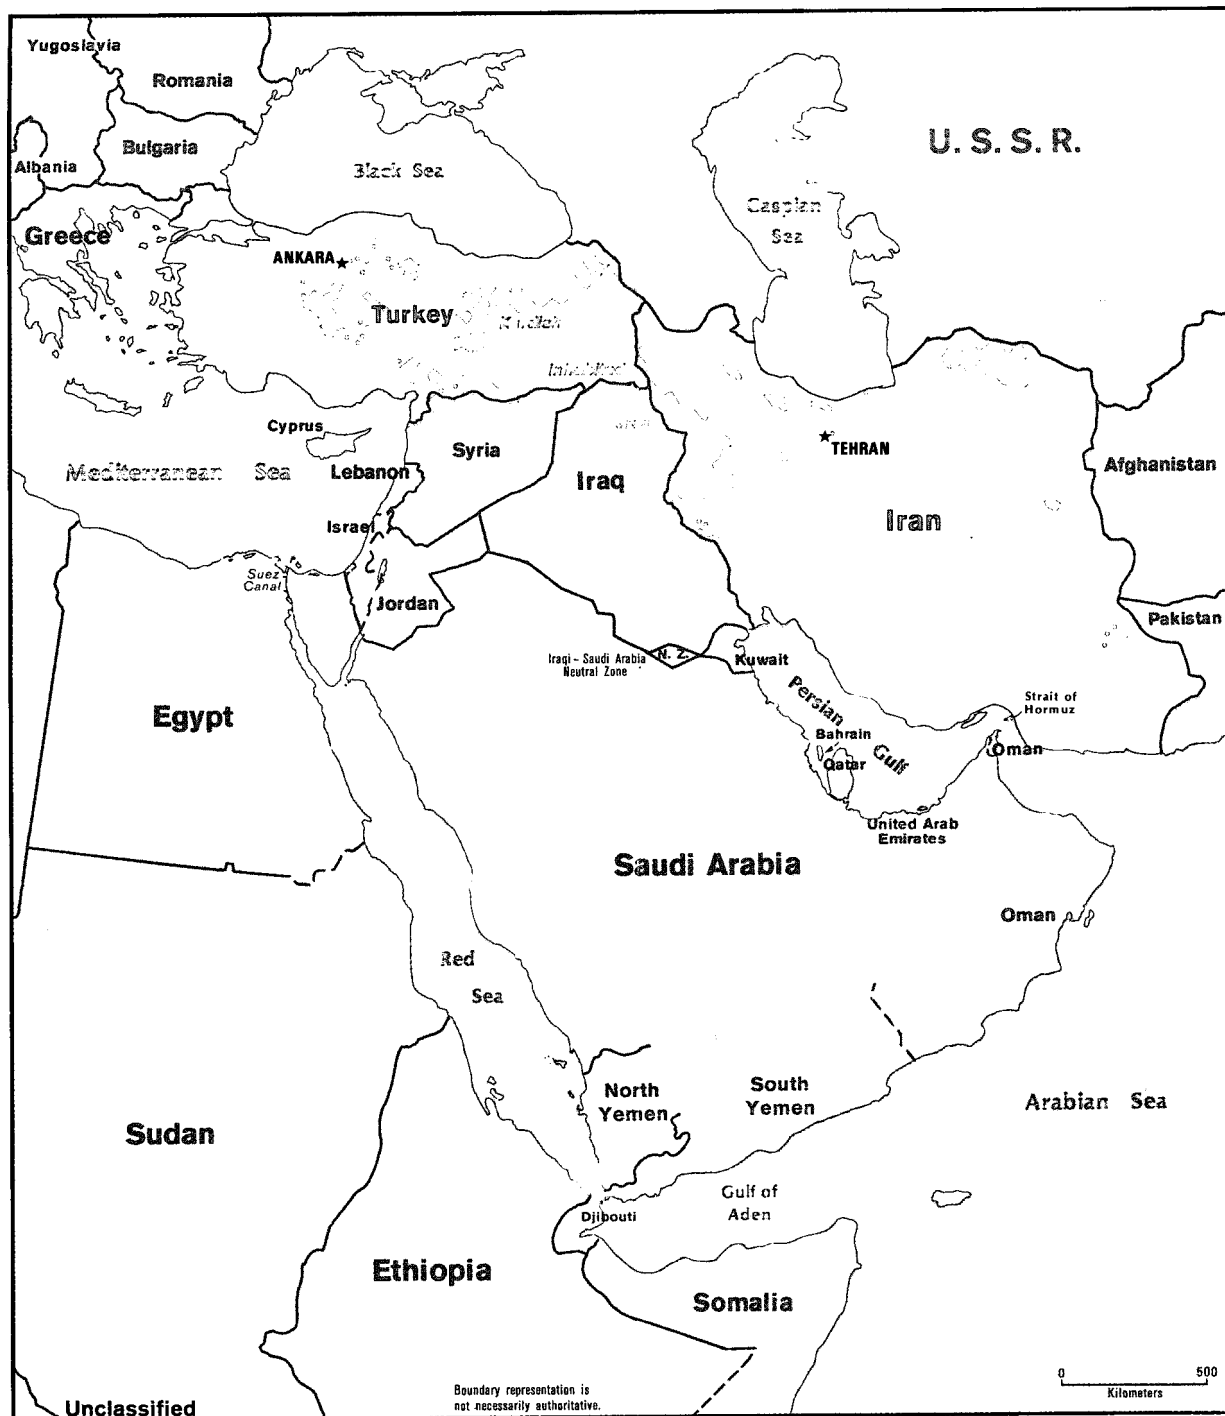 Yugoslavia
Romania
Bulgaria
Albania
Greece
Black Sea
U. S. S. R.
Caspian
Sea
ANKARA
Turkey
Kurdish
Inhabited
area
Cyprus
Mediterranean Sea
Lebanon
Syria
Iraq
TEHRAN
Iran
Afghanistan
Israel
Suez
Canal
Jordan
Pakistan
Iraqi - Saudi Arabia
Neutral Zone
N. Z.
Kuwait
Egypt
Persian
Gulf
Bahrain
Qatar
Strait of
Hormuz
Oman
United Arab
Emirates
Saudi Arabia
Oman
Red
Sea
North
Yemen
South
Yemen
Arabian Sea
Sudan
Gulf of
Aden
Djibouti
Ethiopia
Somalia
0 500
Kilometers
Boundary representation is
not necessarily authoritative.
Unclassified